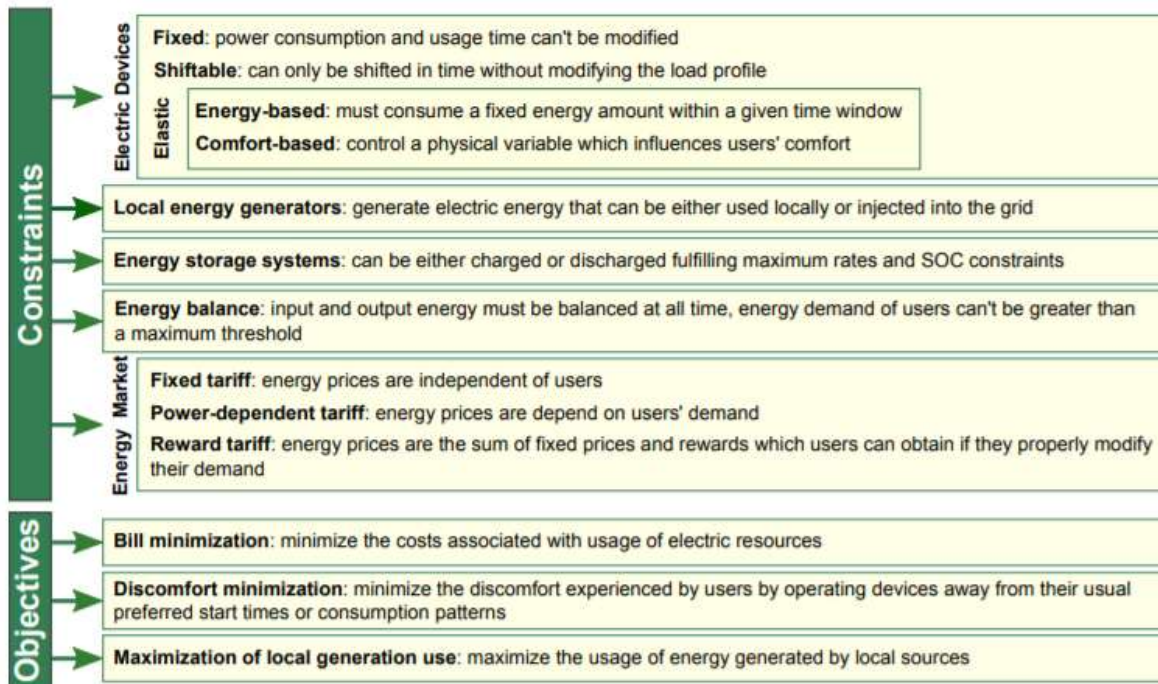 Constraints
Electric Devices
Fixed: power consumption and usage time can't be modified
Shiftable: can only be shifted in time without modifying the load profile
Elastic
Energy-based: must consume a fixed energy amount within a given time window
Comfort-based: control a physical variable which influences users' comfort
Local energy generators: generate electric energy that can be either used locally or injected into the grid
Energy storage systems: can be either charged or discharged fulfilling maximum rates and SOC constraints
Energy balance: input and output energy must be balanced at all time, energy demand of users can't be greater than
a maximum threshold
Energy Market
Fixed tariff: energy prices are independent of users
Power-dependent tariff: energy prices are depend on users' demand
Reward tariff: energy prices are the sum of fixed prices and rewards which users can obtain if they properly modify
their demand
Objectives
Bill minimization: minimize the costs associated with usage of electric resources
Discomfort minimization: minimize the discomfort experienced by users by operating devices away from their usual
preferred start times or consumption patterns
Maximization of local generation use: maximize the usage of energy generated by local sources